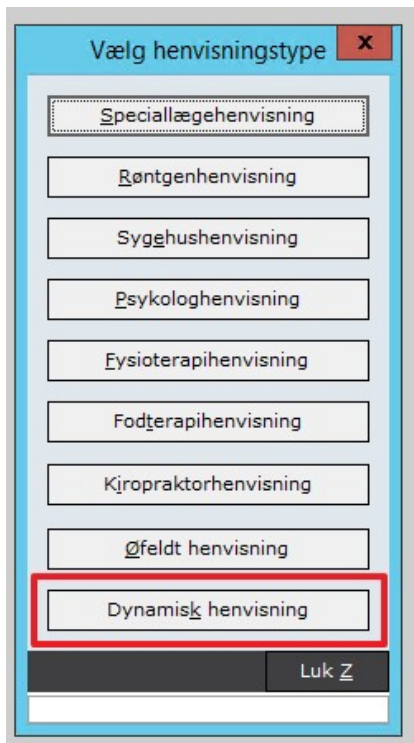 Vælg henvisningstype x
Speciallægehenvisning
Røntgenhenvisning
Sygehushenvisning
Psykologhenvisning
Fysioterapihenvisning
Fodterapihenvisning
Kiropraktorhenvisning
Øfeldt henvisning
Dynamisk henvisning
Luk Z